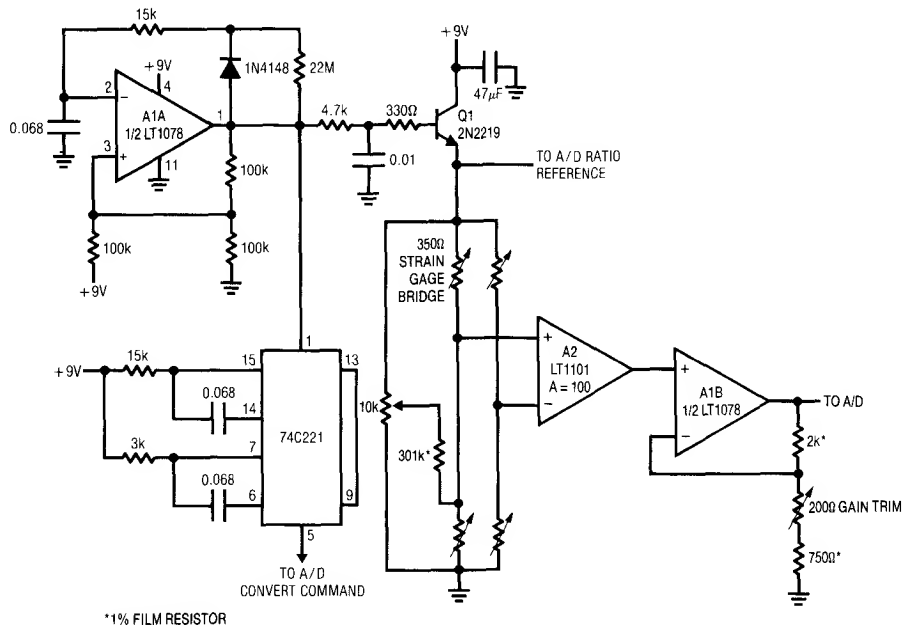 15k
+9V
1N4148
22M
+9V
47µF
2
4
−
A1A
1/2 LT1078
1
0.068
3
+
11
4.7k
330Ω
Q1
2N2219
0.01
TO A/D RATIO
REFERENCE
100k
100k
100k
+9V
350Ω
STRAIN
GAGE
BRIDGE
+9V
15k
15
1
13
14
0.068
74C221
3k
7
0.068
6
9
5
TO A/D
CONVERT COMMAND
10k
301k*
+
A2
LT1101
A = 100
−
+
A1B
1/2 LT1078
−
TO A/D
2k*
200Ω GAIN TRIM
750Ω*
*1% FILM RESISTOR